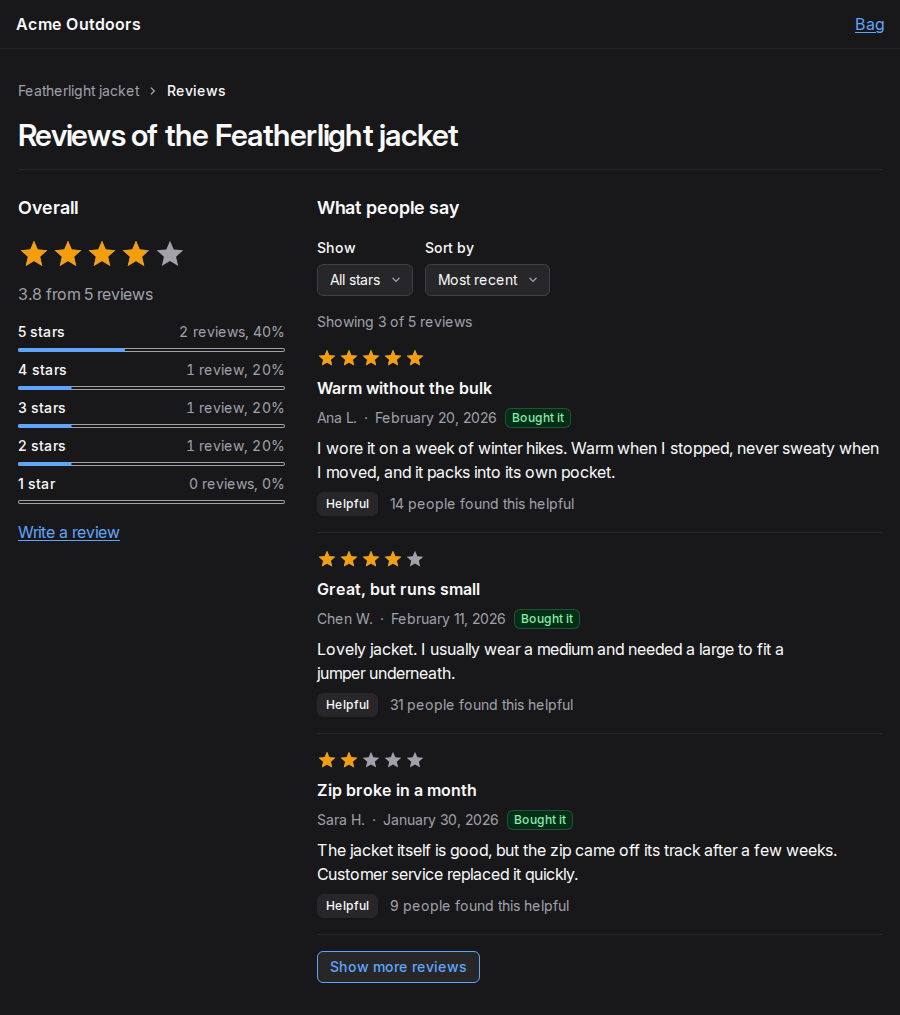 Acme Outdoors
Bag
Featherlight jacket > Reviews
Reviews of the Featherlight jacket
Overall
3.8 from 5 reviews
5 stars 2 reviews, 40%
4 stars 1 review, 20%
3 stars 1 review, 20%
2 stars 1 review, 20%
1 star 0 reviews, 0%
Write a review
What people say
Show Sort by
All stars Most recent
Showing 3 of 5 reviews
Warm without the bulk
Ana L. · February 20, 2026 Bought it
I wore it on a week of winter hikes. Warm when I stopped, never sweaty when
I moved, and it packs into its own pocket.
Helpful 14 people found this helpful
Great, but runs small
Chen W. · February 11, 2026 Bought it
Lovely jacket. I usually wear a medium and needed a large to fit a
jumper underneath.
Helpful 31 people found this helpful
Zip broke in a month
Sara H. · January 30, 2026 Bought it
The jacket itself is good, but the zip came off its track after a few weeks.
Customer service replaced it quickly.
Helpful 9 people found this helpful
Show more reviews